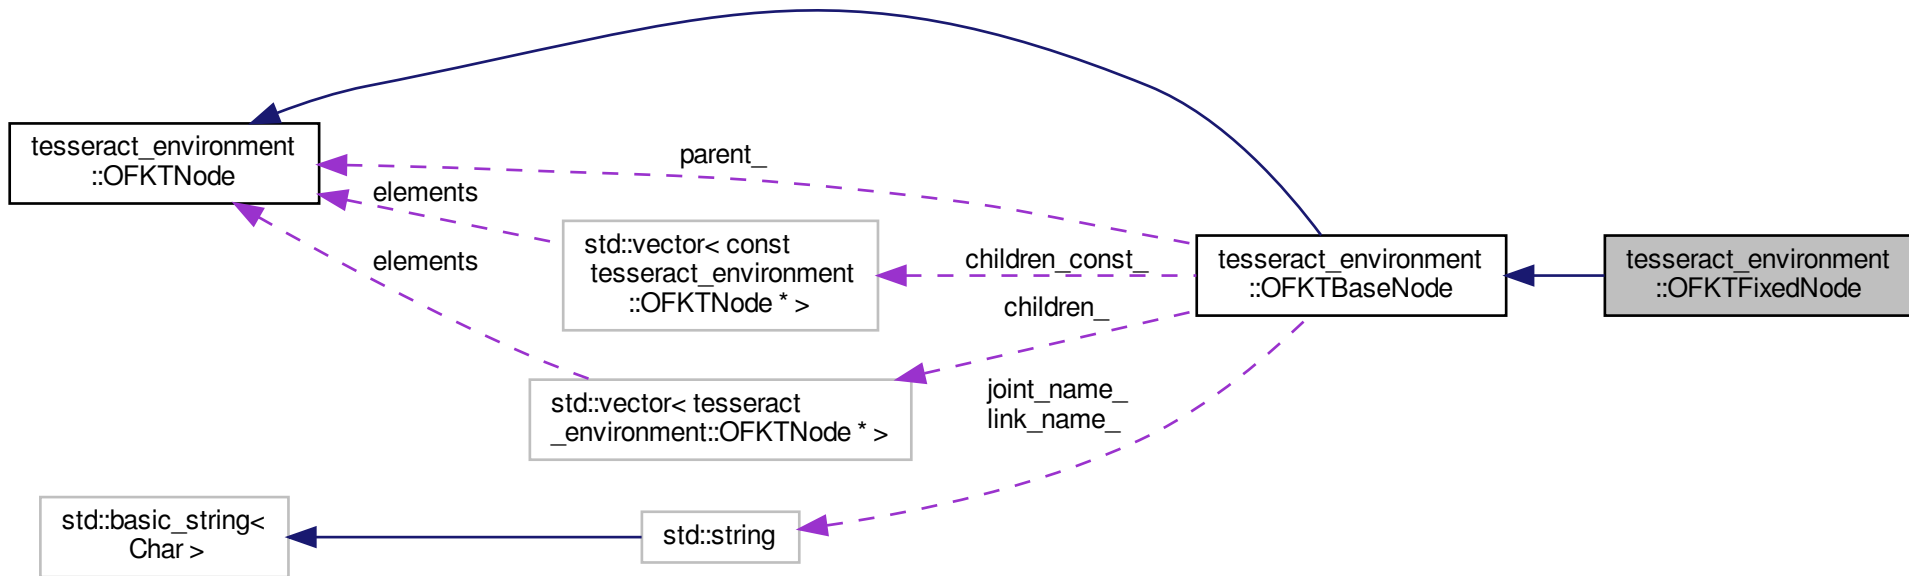 tesseract_environment
::OFKTNode
parent_
elements
elements
std::vector< const
tesseract_environment
::OFKTNode * >
children_const_
children_
tesseract_environment
::OFKTBaseNode
tesseract_environment
::OFKTFixedNode
std::vector< tesseract
_environment::OFKTNode * >
joint_name_
link_name_
std::basic_string<
Char >
std::string